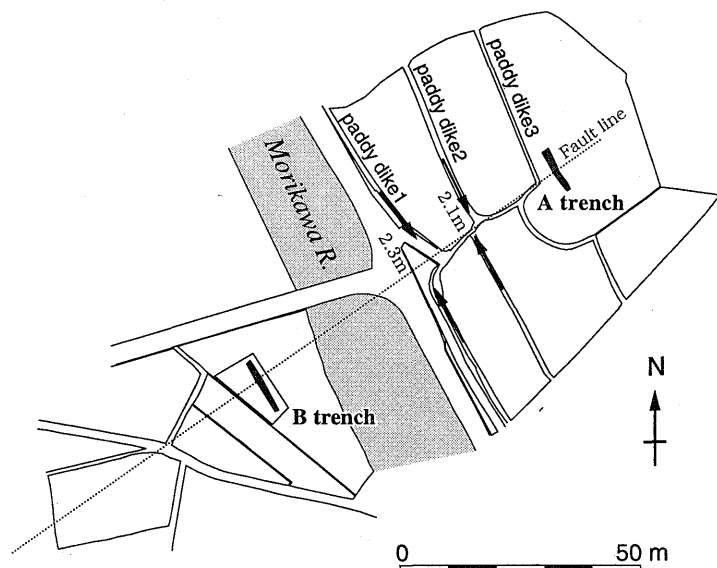 paddy dike1
paddy dike2
paddy dike3
Fault line
Morikawa R.
2.1m
A trench
2.3m
B trench
N
0
50 m